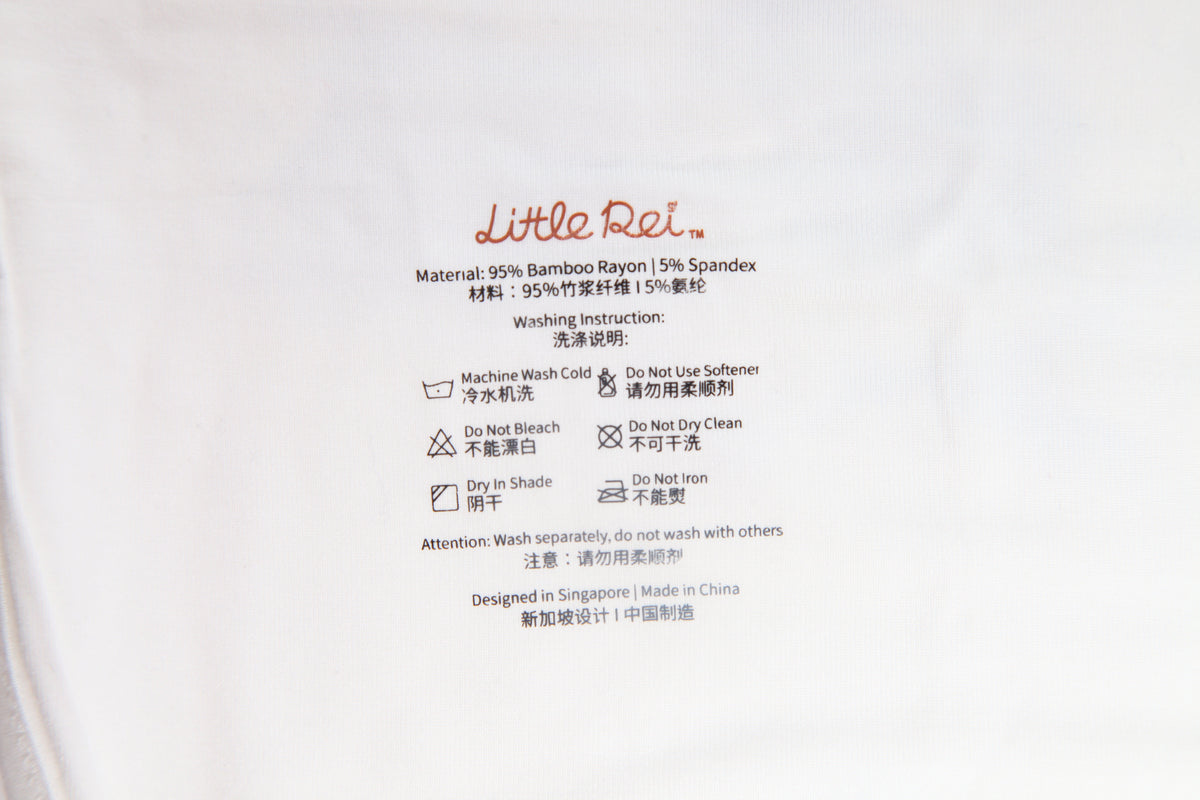 Little Rei™
Material: 95% Bamboo Rayon | 5% Spandex
材料：95%竹浆纤维 I 5%氨纶
Washing Instruction:
洗涤说明:
Machine Wash Cold
冷水机洗
Do Not Use Softener
请勿用柔顺剂
Do Not Bleach
不能漂白
Do Not Dry Clean
不可干洗
Dry In Shade
阴干
Do Not Iron
不能熨
Attention: Wash separately, do not wash with others
注意：请勿用柔顺剂
Designed in Singapore | Made in China
新加坡设计 I 中国制造